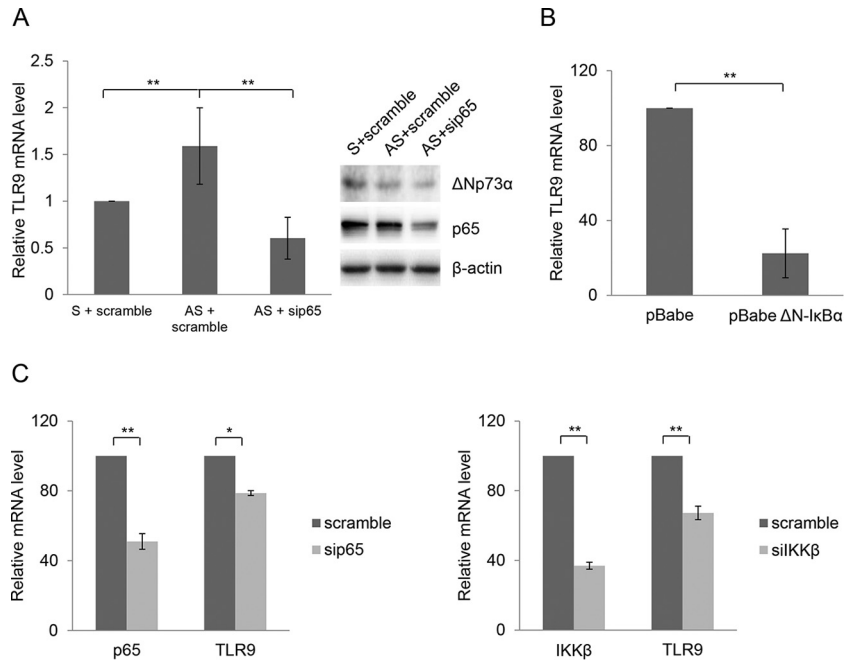 A
Relative TLR9 mRNA level
2.5
2
1.5
1
0.5
0
**
**
S + scramble
AS +
scramble
AS + sip65
S+scramble
AS+scramble
AS+sip65
ΔNp73α
p65
β-actin
B
Relative TLR9 mRNA level
120
80
40
20
0
**
pBabe
pBabe ΔN-IκBα
C
Relative mRNA level
120
80
40
0
**
*
p65
TLR9
scramble
sip65
Relative mRNA level
120
80
40
0
**
**
IKKβ
TLR9
scramble
siIKKβ